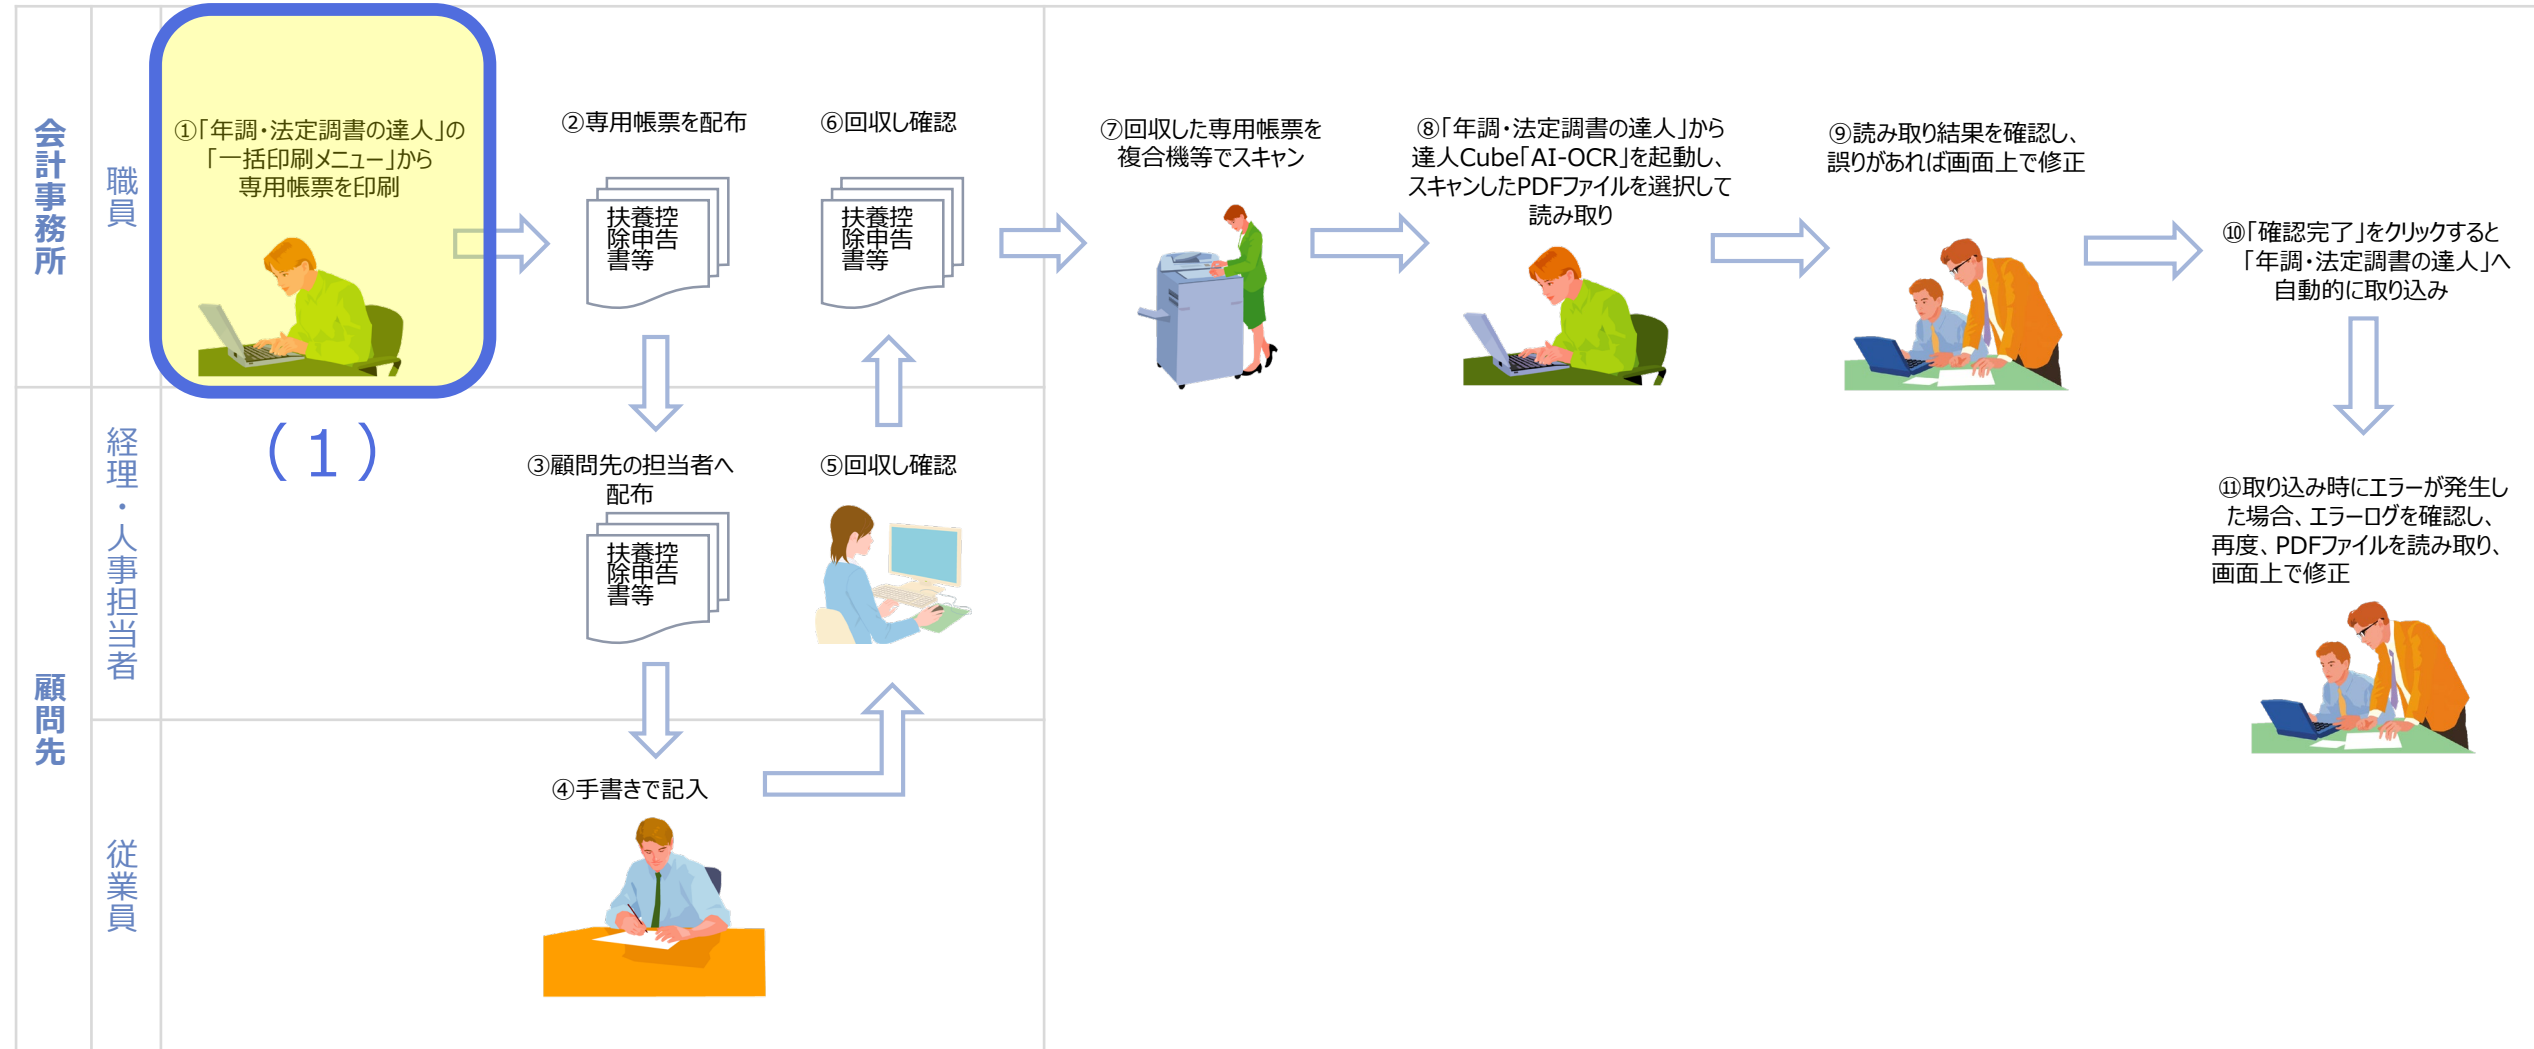 会計事務所
職員
①「年調・法定調書の達人」の
「一括印刷メニュー」から
専用帳票を印刷
（１）
②専用帳票を配布
扶養控
除申告
書等
⑥回収し確認
扶養控
除申告
書等
⑦回収した専用帳票を
複合機等でスキャン
⑧「年調・法定調書の達人」から
達人Cube「AI-OCR」を起動し、
スキャンしたPDFファイルを選択して
読み取り
⑨読み取り結果を確認し、
誤りがあれば画面上で修正
⑩「確認完了」をクリックすると
「年調・法定調書の達人」へ
自動的に取り込み
顧問先
経理・人事担当者
③顧問先の担当者へ
配布
扶養控
除申告
書等
⑤回収し確認
⑪取り込み時にエラーが発生し
た場合、エラーログを確認し、
再度、PDFファイルを読み取り、
画面上で修正
従業員
④手書きで記入